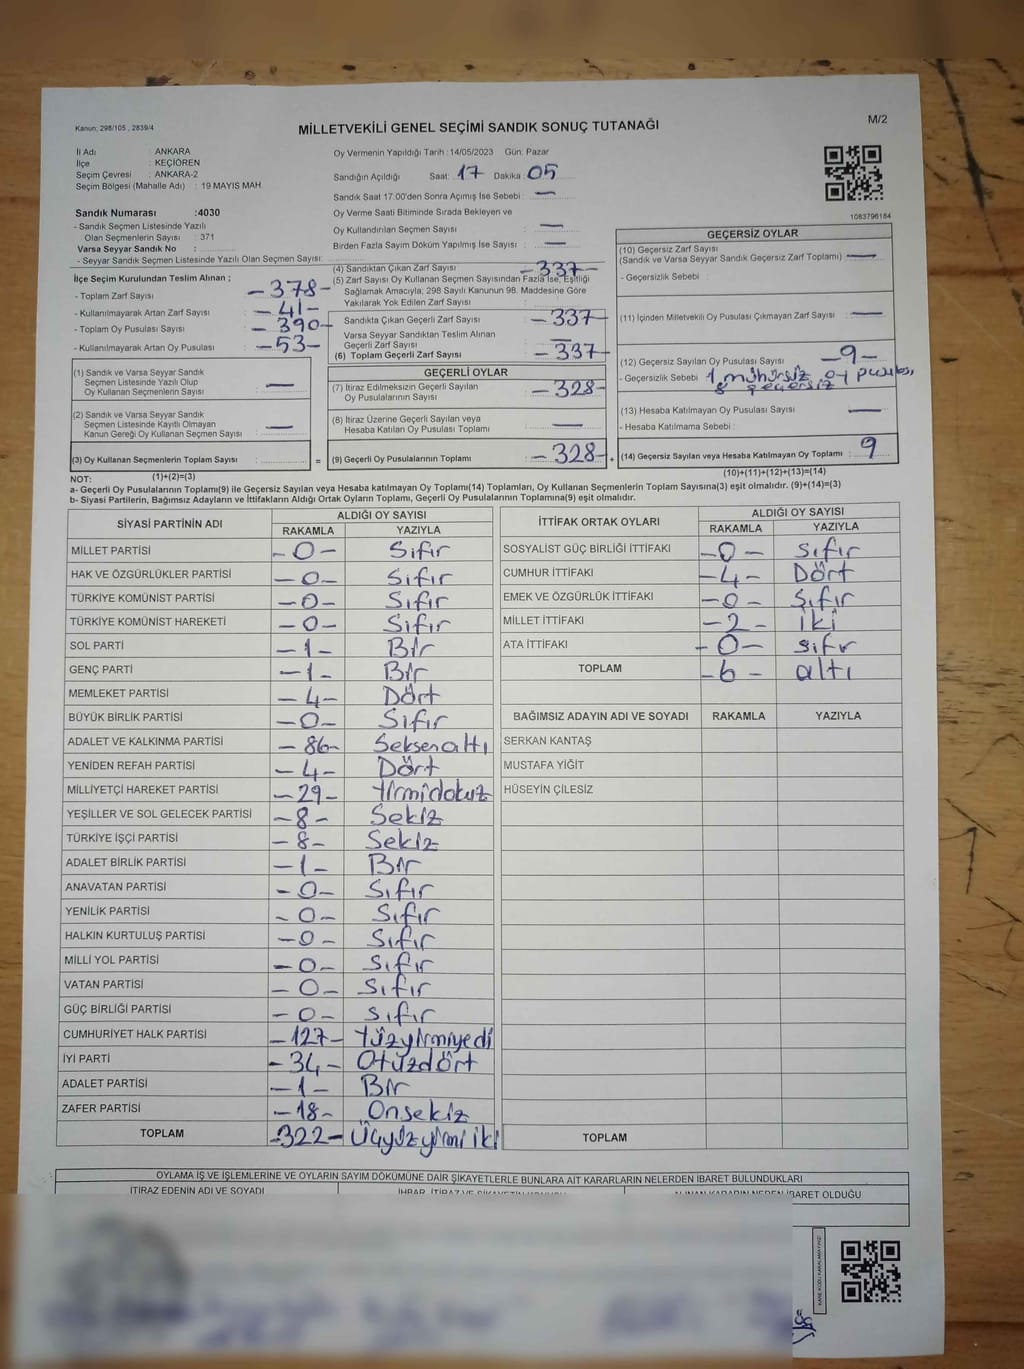 Kanun; 298/105 , 2839/4
MİLLETVEKİLİ GENEL SEÇİMİ SANDIK SONUÇ TUTANAĞI
M/2
İl Adı : ANKARA
İlçe : KEÇİÖREN
Seçim Çevresi : ANKARA-2
Seçim Bölgesi (Mahalle Adı) : 19 MAYIS MAH.
Oy Vermenin Yapıldığı Tarih :14/05/2023 Gün: Pazar
Sandığın Açıldığı Saat: 17 Dakika 05
Sandık Saat 17.00'den Sonra Açımış İse Sebebi : —
Oy Verme Saati Bitiminde Sırada Bekleyen ve
Oy Kullandırılan Seçmen Sayısı : —
Birden Fazla Sayım Döküm Yapılmış İse Sayısı : —
1083796184
Sandık Numarası :4030
- Sandık Seçmen Listesinde Yazılı
Olan Seçmenlerin Sayısı : 371
Varsa Seyyar Sandık No :
- Seyyar Sandık Seçmen Listesinde Yazılı Olan Seçmen Sayısı:
İlçe Seçim Kurulundan Teslim Alınan ;
- Toplam Zarf Sayısı -378-
- Kullanılmayarak Artan Zarf Sayısı -41-
- Toplam Oy Pusulası Sayısı -390-
- Kullanılmayarak Artan Oy Pusulası -53-
(1) Sandık ve Varsa Seyyar Sandık
Seçmen Listesinde Yazılı Olup
Oy Kullanan Seçmenlerin Sayısı : —
(2) Sandık ve Varsa Seyyar Sandık
Seçmen Listesinde Kayıtlı Olmayan
Kanun Gereği Oy Kullanan Seçmen Sayısı : —
(3) Oy Kullanan Seçmenlerin Toplam Sayısı :
(1)+(2)=(3)
(4) Sandıktan Çıkan Zarf Sayısı -337-
(5) Zarf Sayısı Oy Kullanan Seçmen Sayısından Fazla İse, Eşitliği
Sağlamak Amacıyla, 298 Sayılı Kanunun 98. Maddesine Göre
Yakılarak Yok Edilen Zarf Sayısı :
Sandıkta Çıkan Geçerli Zarf Sayısı : -337-
Varsa Seyyar Sandıktan Teslim Alınan
Geçerli Zarf Sayısı : —
(6) Toplam Geçerli Zarf Sayısı : -337-
GEÇERLİ OYLAR
(7) İtiraz Edilmeksizin Geçerli Sayılan
Oy Pusulalarının Sayısı : -328-
(8) İtiraz Üzerine Geçerli Sayılan veya
Hesaba Katılan Oy Pusulası Toplamı : —
= (9) Geçerli Oy Pusulalarının Toplamı : -328-
GEÇERSİZ OYLAR
(10) Geçersiz Zarf Sayısı
(Sandık ve Varsa Seyyar Sandık Geçersiz Zarf Toplamı) : —
- Geçersizlik Sebebi :
(11) İçinden Milletvekili Oy Pusulası Çıkmayan Zarf Sayısı : —
(12) Geçersiz Sayılan Oy Pusulası Sayısı : -9-
- Geçersizlik Sebebi : 1 mühürsiz oy pusulası,
8 geçersiz
(13) Hesaba Katılmayan Oy Pusulası Sayısı : —
- Hesaba Katılmama Sebebi :
+ (14) Geçersiz Sayılan veya Hesaba Katılmayan Oy Toplamı : 9
(10)+(11)+(12)+(13)=(14)
NOT:
a- Geçerli Oy Pusulalarının Toplamı(9) ile Geçersiz Sayılan veya Hesaba katılmayan Oy Toplamı(14) Toplamları, Oy Kullanan Seçmenlerin Toplam Sayısına(3) eşit olmalıdır. (9)+(14)=(3)
b- Siyasi Partilerin, Bağımsız Adayların ve İttifakların Aldığı Ortak Oyların Toplamı, Geçerli Oy Pusulalarının Toplamına(9) eşit olmalıdır.
SİYASİ PARTİNİN ADI ALDIĞI OY SAYISI
RAKAMLA YAZIYLA
MİLLET PARTİSİ -0- Sıfır
HAK VE ÖZGÜRLÜKLER PARTİSİ -0- Sıfır
TÜRKİYE KOMÜNİST PARTİSİ -0- Sıfır
TÜRKİYE KOMÜNİST HAREKETİ -0- Sıfır
SOL PARTİ -1- Bir
GENÇ PARTİ -1- Bir
MEMLEKET PARTİSİ -4- Dört
BÜYÜK BİRLİK PARTİSİ -0- Sıfır
ADALET VE KALKINMA PARTİSİ -86- Seksenaltı
YENİDEN REFAH PARTİSİ -4- Dört
MİLLİYETÇİ HAREKET PARTİSİ -29- Yirmidokuz
YEŞİLLER VE SOL GELECEK PARTİSİ -8- Sekiz
TÜRKİYE İŞÇİ PARTİSİ -8- Sekiz
ADALET BİRLİK PARTİSİ -1- Bir
ANAVATAN PARTİSİ -0- Sıfır
YENİLİK PARTİSİ -0- Sıfır
HALKIN KURTULUŞ PARTİSİ -0- Sıfır
MİLLİ YOL PARTİSİ -0- Sıfır
VATAN PARTİSİ -0- Sıfır
GÜÇ BİRLİĞİ PARTİSİ -0- Sıfır
CUMHURİYET HALK PARTİSİ -127- Yüzyirmiyedi
İYİ PARTİ -34- Otuzdört
ADALET PARTİSİ -1- Bir
ZAFER PARTİSİ -18- Onsekiz
TOPLAM -322- Üçyüzyirmi iki
İTTİFAK ORTAK OYLARI ALDIĞI OY SAYISI
RAKAMLA YAZIYLA
SOSYALİST GÜÇ BİRLİĞİ İTTİFAKI -0- Sıfır
CUMHUR İTTİFAKI -4- Dört
EMEK VE ÖZGÜRLÜK İTTİFAKI -0- Sıfır
MİLLET İTTİFAKI -2- iki
ATA İTTİFAKI -0- sıfır
TOPLAM -6- altı
BAĞIMSIZ ADAYIN ADI VE SOYADI RAKAMLA YAZIYLA
SERKAN KANTAŞ
MUSTAFA YİĞİT
HÜSEYİN ÇİLESİZ
TOPLAM
OYLAMA İŞ VE İŞLEMLERİNE VE OYLARIN SAYIM DÖKÜMÜNE DAİR ŞİKAYETLERLE BUNLARA AİT KARARLARIN NELERDEN İBARET BULUNDUKLARI
İTİRAZ EDENİN ADI VE SOYADI
İBARET OLDUĞU